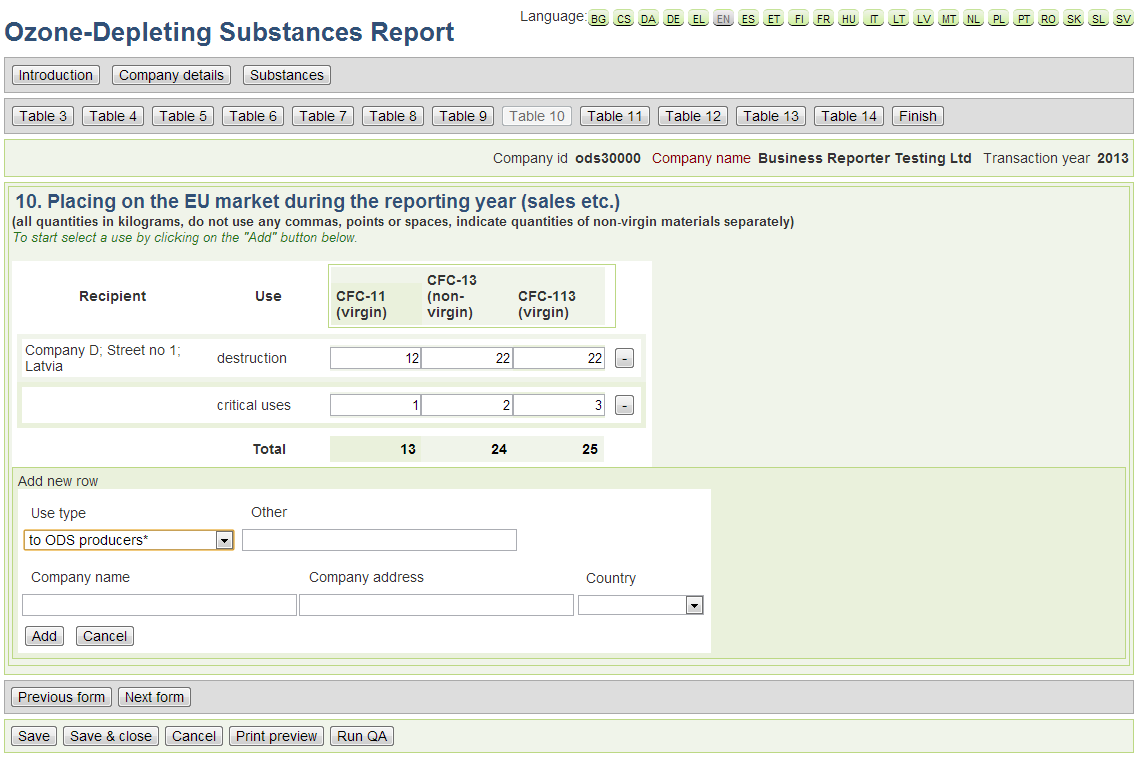 Language: BG CS DA DE EL EN ES ET FI FR HU IT LT LV MT NL PL PT RO SK SL SV
Ozone-Depleting Substances Report
Introduction Company details Substances
Table 3 Table 4 Table 5 Table 6 Table 7 Table 8 Table 9 Table 10 Table 11 Table 12 Table 13 Table 14 Finish
Company id ods30000 Company name Business Reporter Testing Ltd Transaction year 2013
10. Placing on the EU market during the reporting year (sales etc.)
(all quantities in kilograms, do not use any commas, points or spaces, indicate quantities of non-virgin materials separately)
To start select a use by clicking on the "Add" button below.
Recipient Use CFC-11 (virgin) CFC-13 (non-virgin) CFC-113 (virgin)
Company D; Street no 1;
Latvia
destruction 12 22 22 -
critical uses 1 2 3 -
Total 13 24 25
Add new row
Use type Other
to ODS producers*
Company name Company address Country
Add Cancel
Previous form Next form
Save Save & close Cancel Print preview Run QA